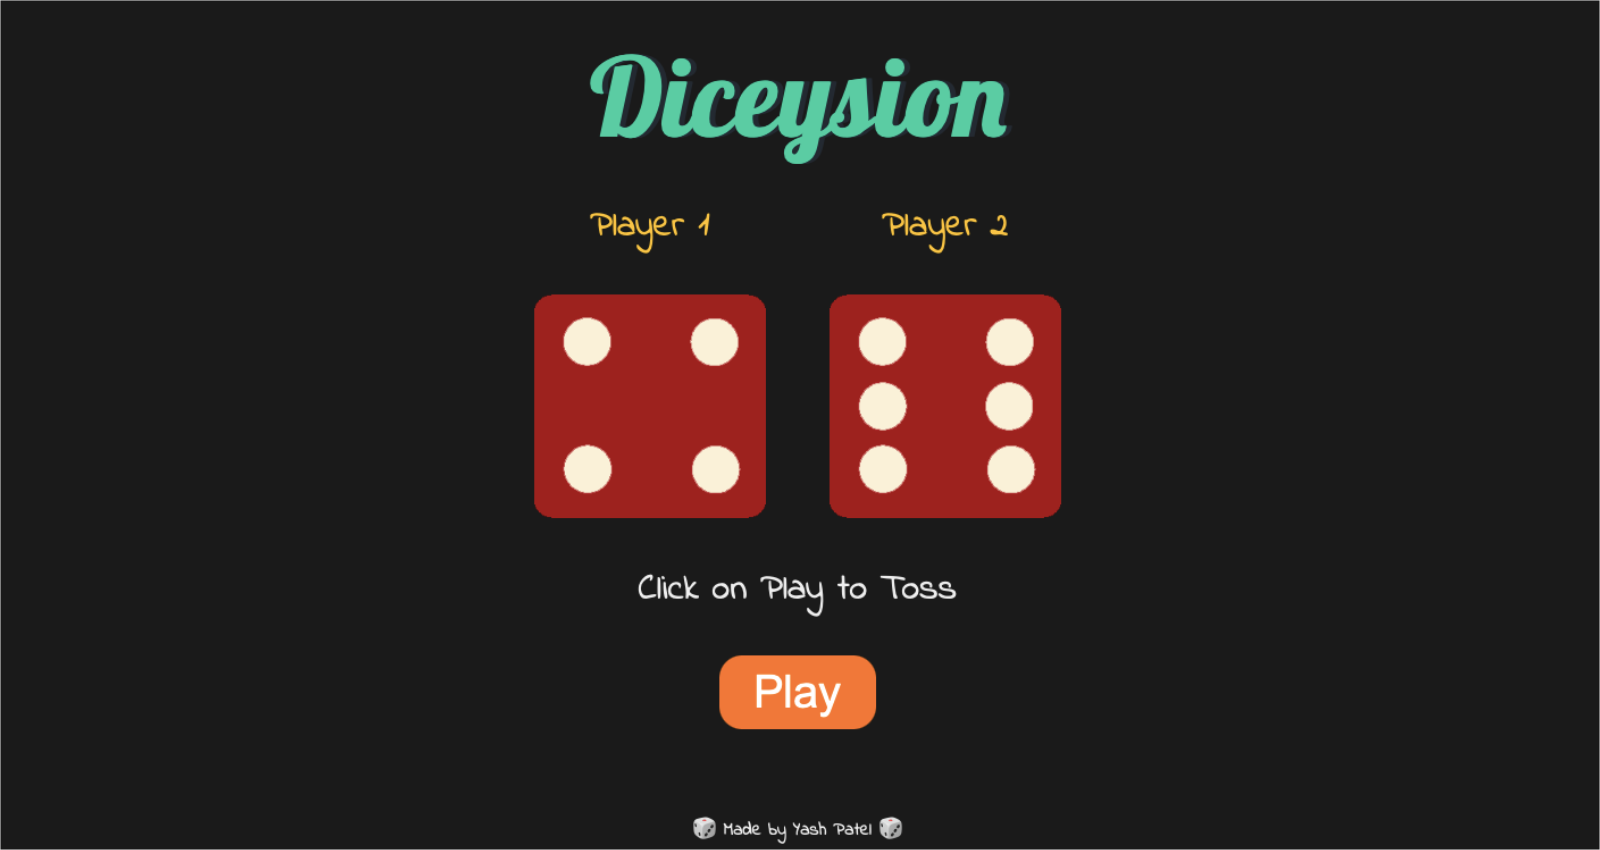 Diceysion
Player 1 Player 2
Click on Play to Toss
Play
Made by Yash Patel